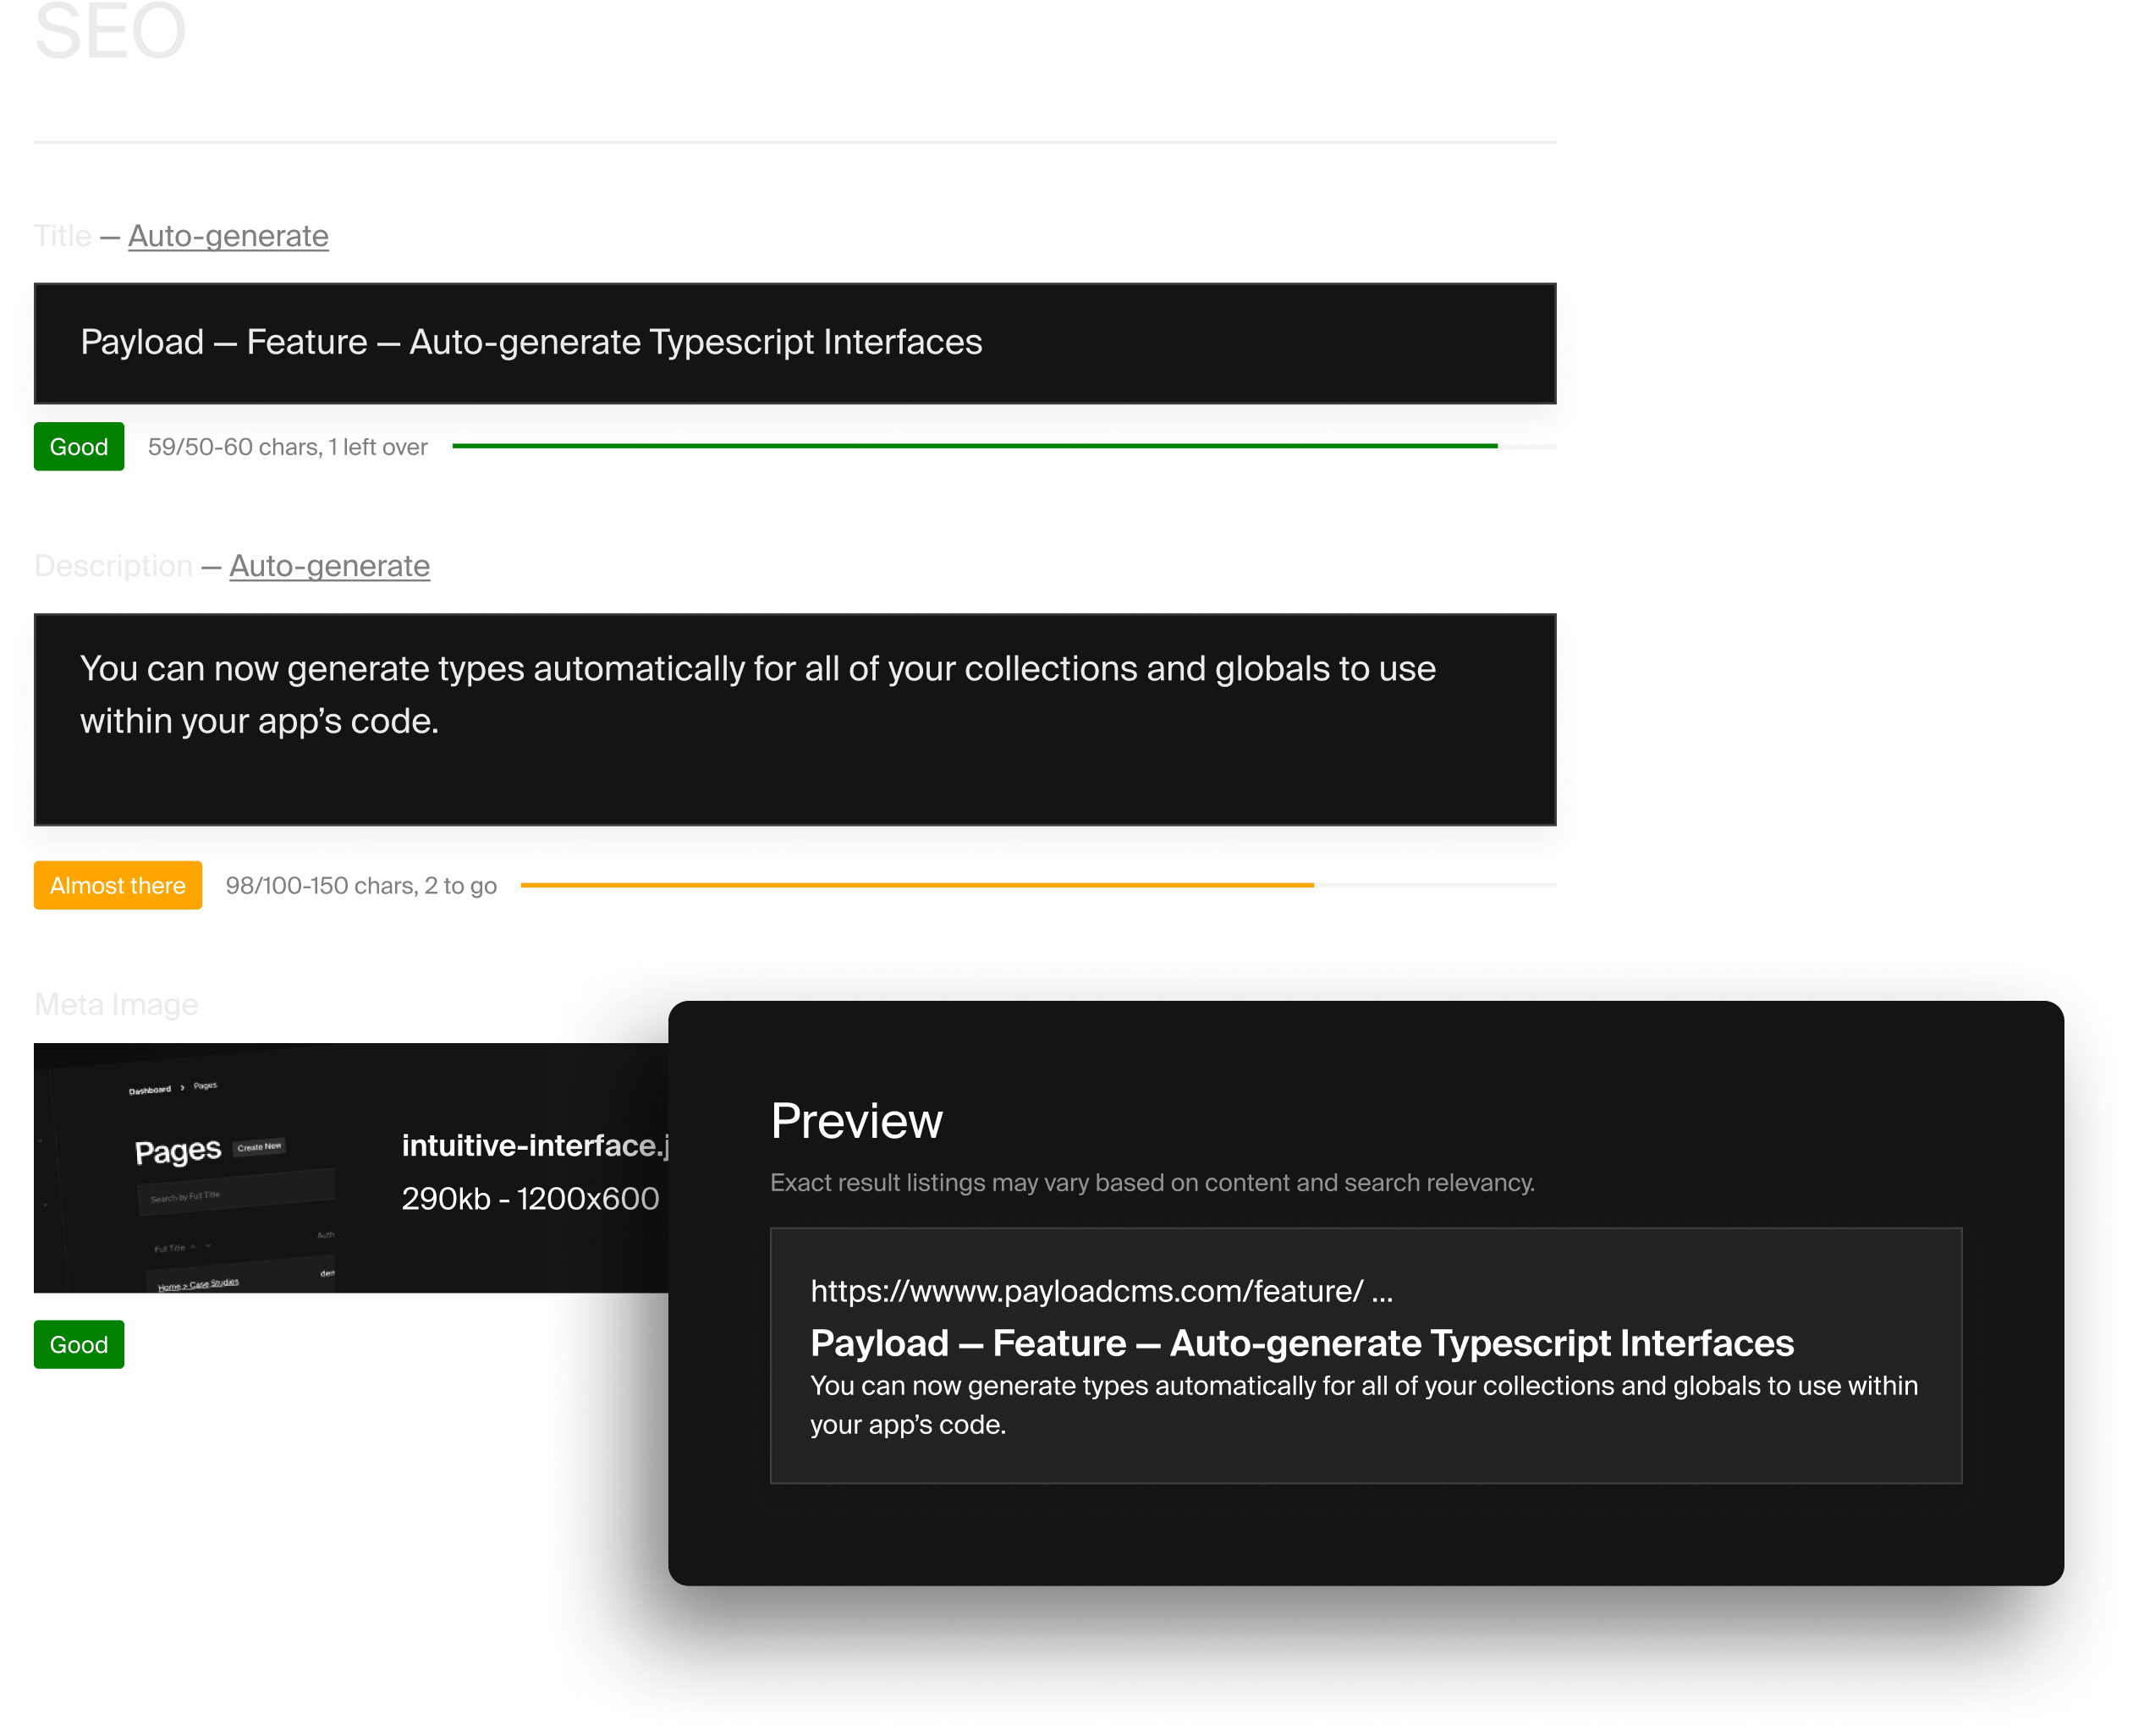 SEO
Title — Auto-generate
Payload — Feature — Auto-generate Typescript Interfaces
Good 59/50-60 chars, 1 left over
Description — Auto-generate
You can now generate types automatically for all of your collections and globals to use
within your app’s code.
Almost there 98/100-150 chars, 2 to go
Meta Image
Dashboard > Pages
Pages Create New
Search by Full Title
Full Title
Auth
Home > Case Studies
den
intuitive-interface.j
290kb - 1200x600
Good
Preview
Exact result listings may vary based on content and search relevancy.
https://wwww.payloadcms.com/feature/ ...
Payload — Feature — Auto-generate Typescript Interfaces
You can now generate types automatically for all of your collections and globals to use within
your app’s code.